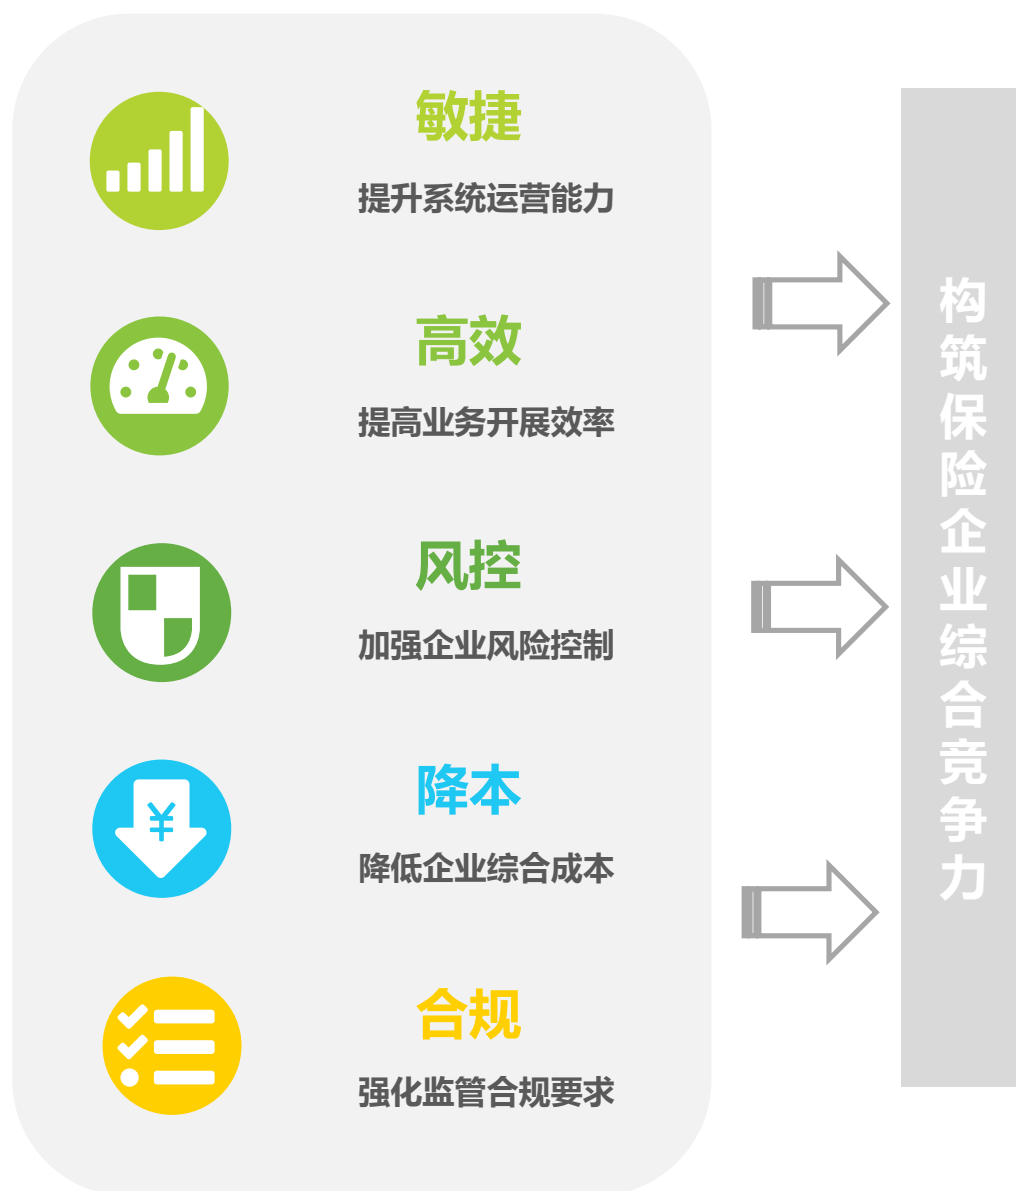 敏捷
提升系统运营能力
高效
提高业务开展效率
风控
加强企业风险控制
降本
¥
降低企业综合成本
合规
强化监管合规要求
构筑保险企业综合竞争力